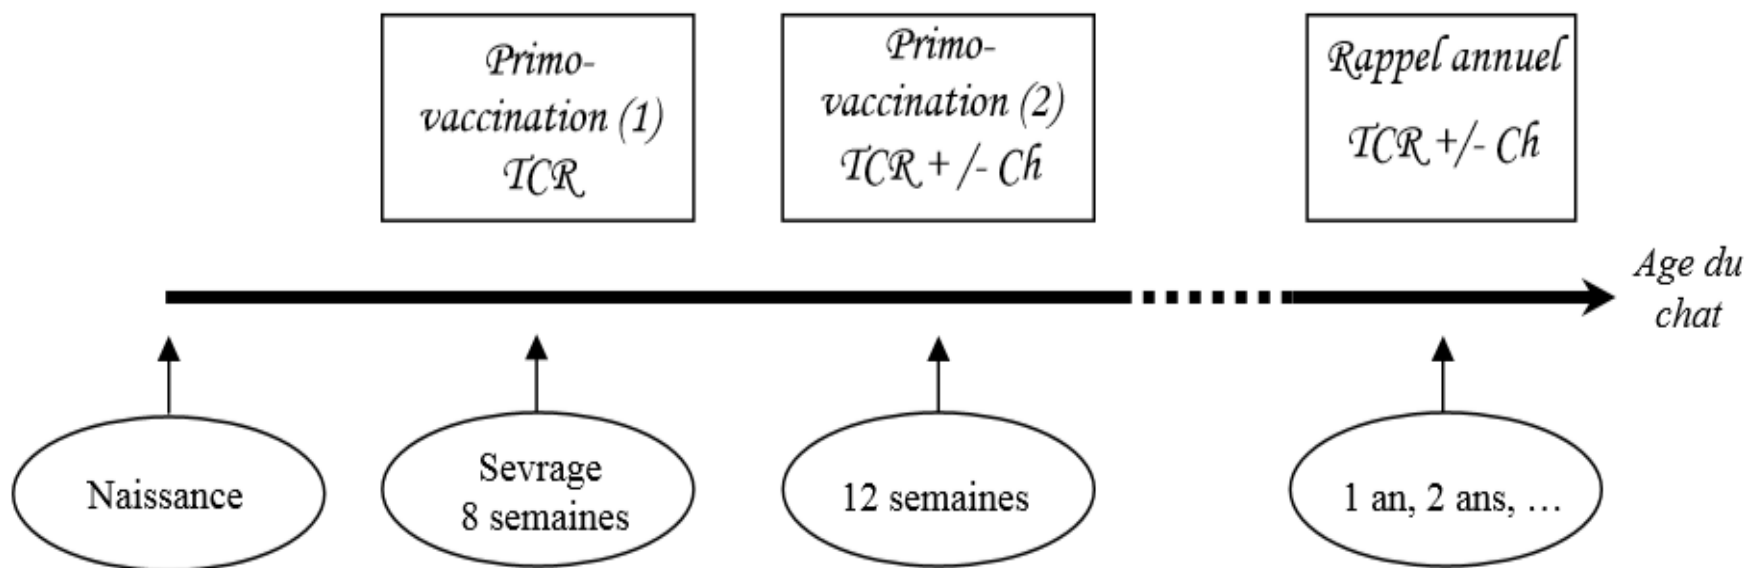 Primo-
vaccination (1)
TCR
Primo-
vaccination (2)
TCR + /- Ch
Rappel annuel
TCR +/- Ch
Age du
chat
Naissance
Sevrage
8 semaines
12 semaines
1 an, 2 ans, …